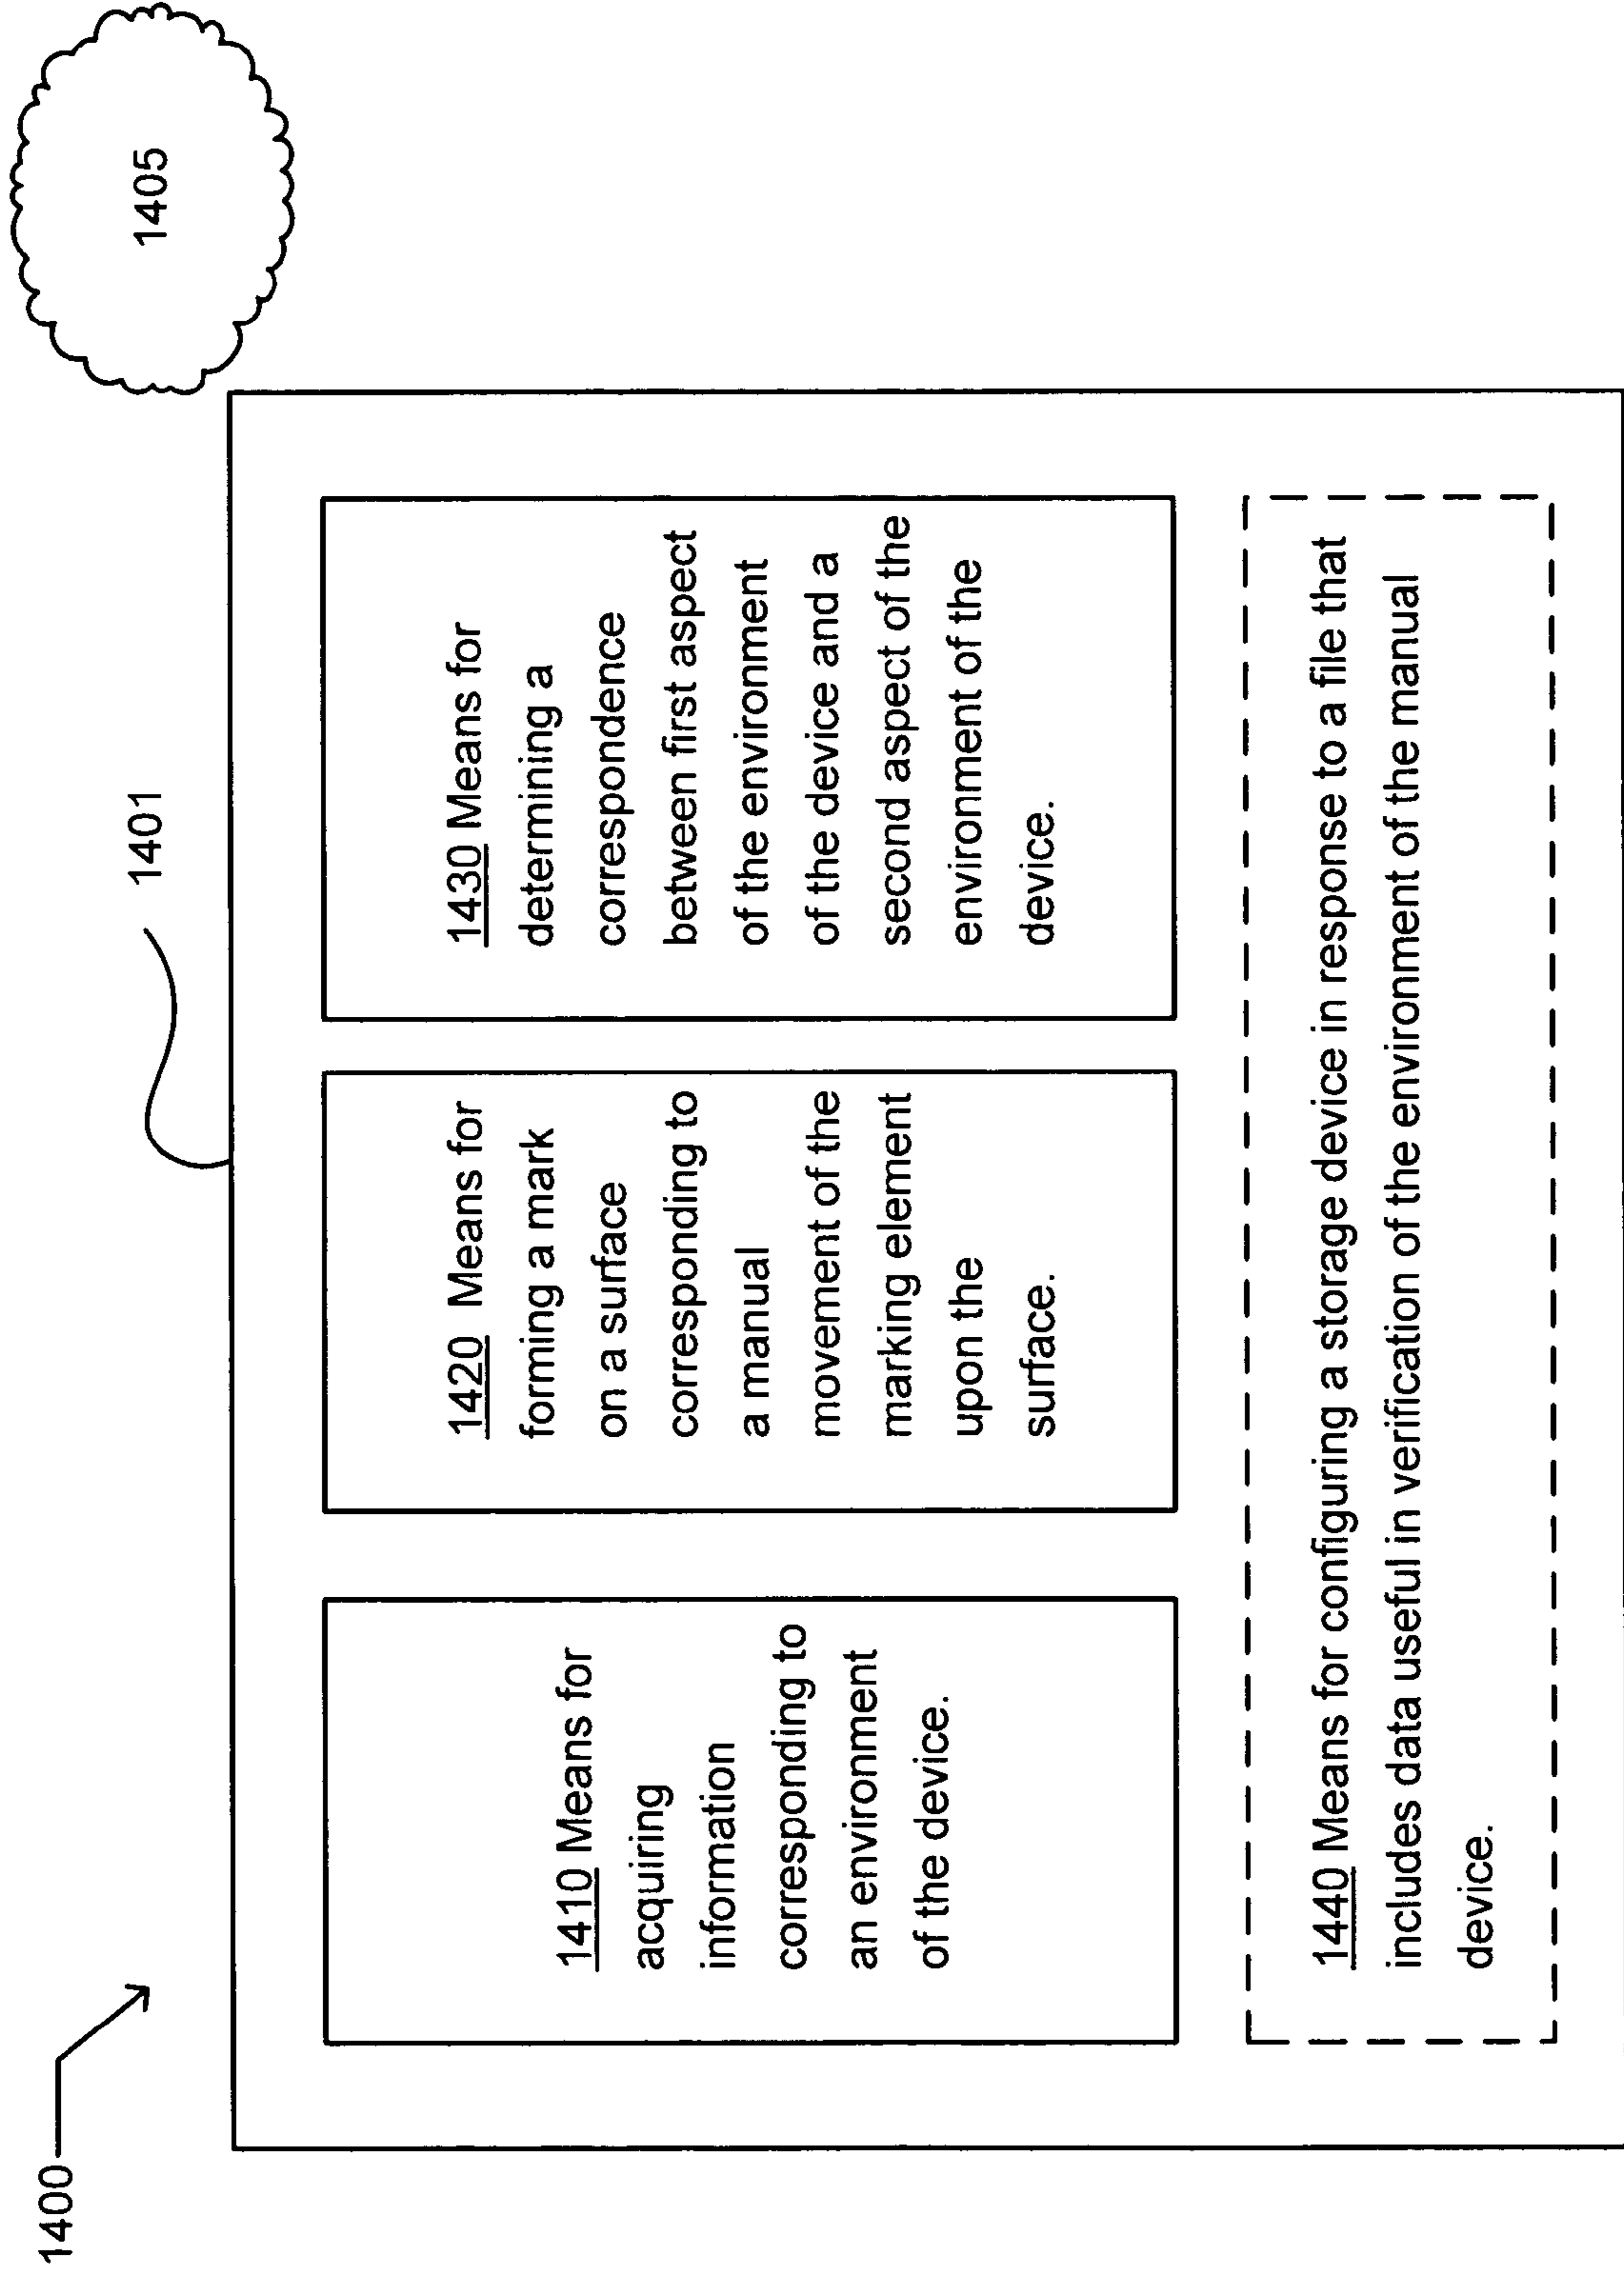 1400
1401
1405
1410 Means for
acquiring
information
corresponding to
an environment
of the device.
1420 Means for
forming a mark
on a surface
corresponding to
a manual
movement of the
marking element
upon the
surface.
1430 Means for
determining a
correspondence
between first aspect
of the environment
of the device and a
second aspect of the
environment of the
device.
1440 Means for configuring a storage device in response to a file that
includes data useful in verification of the environment of the manual
device.